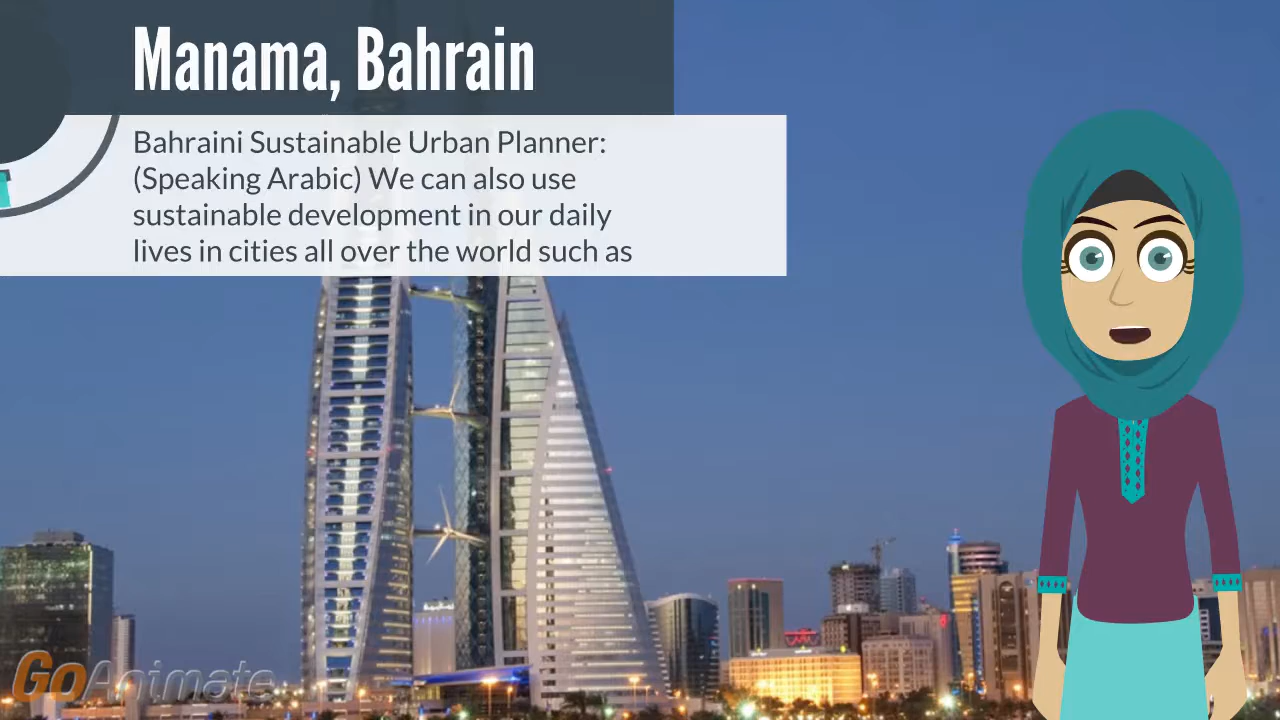 Manama, Bahrain
Bahraini Sustainable Urban Planner:
(Speaking Arabic) We can also use
sustainable development in our daily
lives in cities all over the world such as
GoAnimate